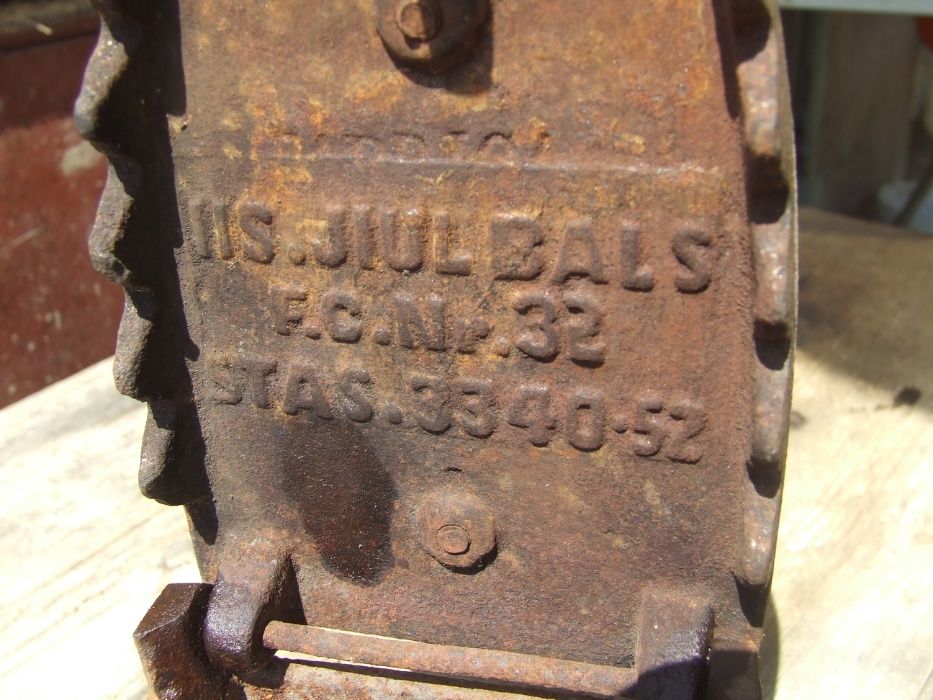 IIS.JIUL BALS
F.C.Nr.32
STAS.3340-52